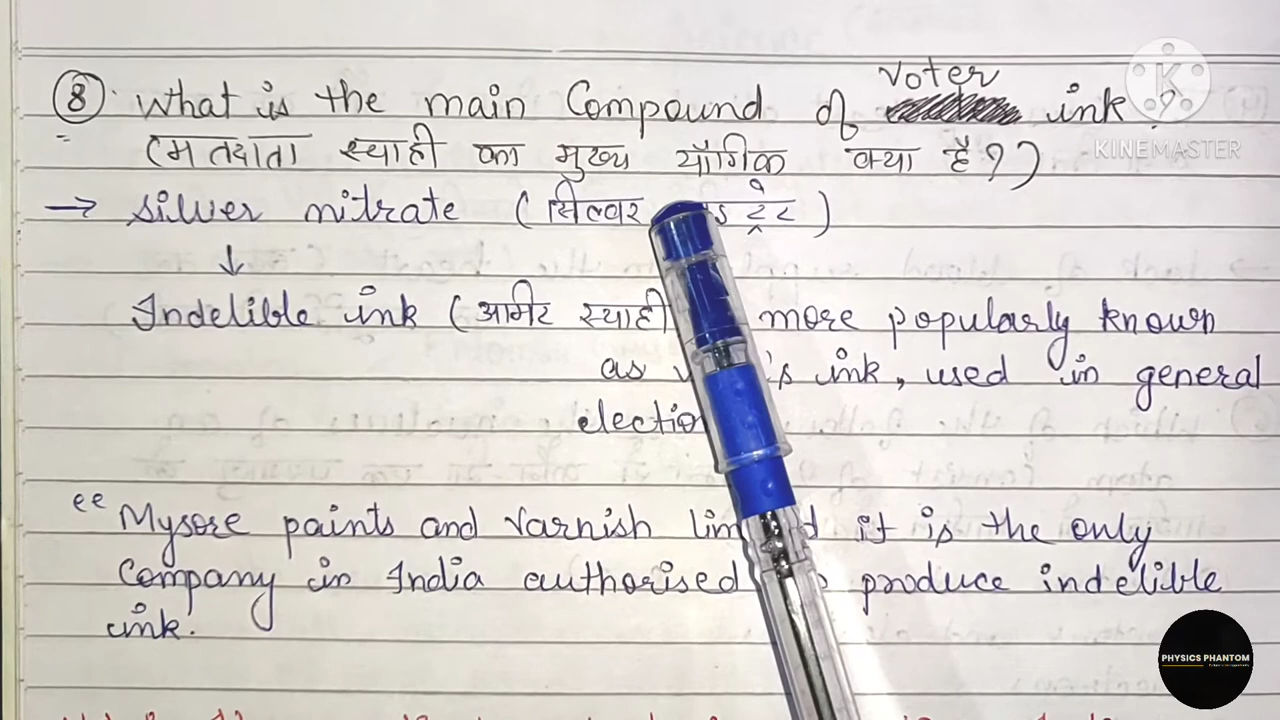 ⑧ What is the main Compound of voter ink ?
(मतदाता स्याही का मुख्य यौगिक क्या है ?)
→ silver nitrate (सिल्वर
↓
Indelible ink (आमिट स्याही more popularly known
as ink, used in general
election
" Mysore paints and Varnish it is the only
Company in India authorised produce indelible
ink.
KINEMASTER
PHYSICS PHANTOM